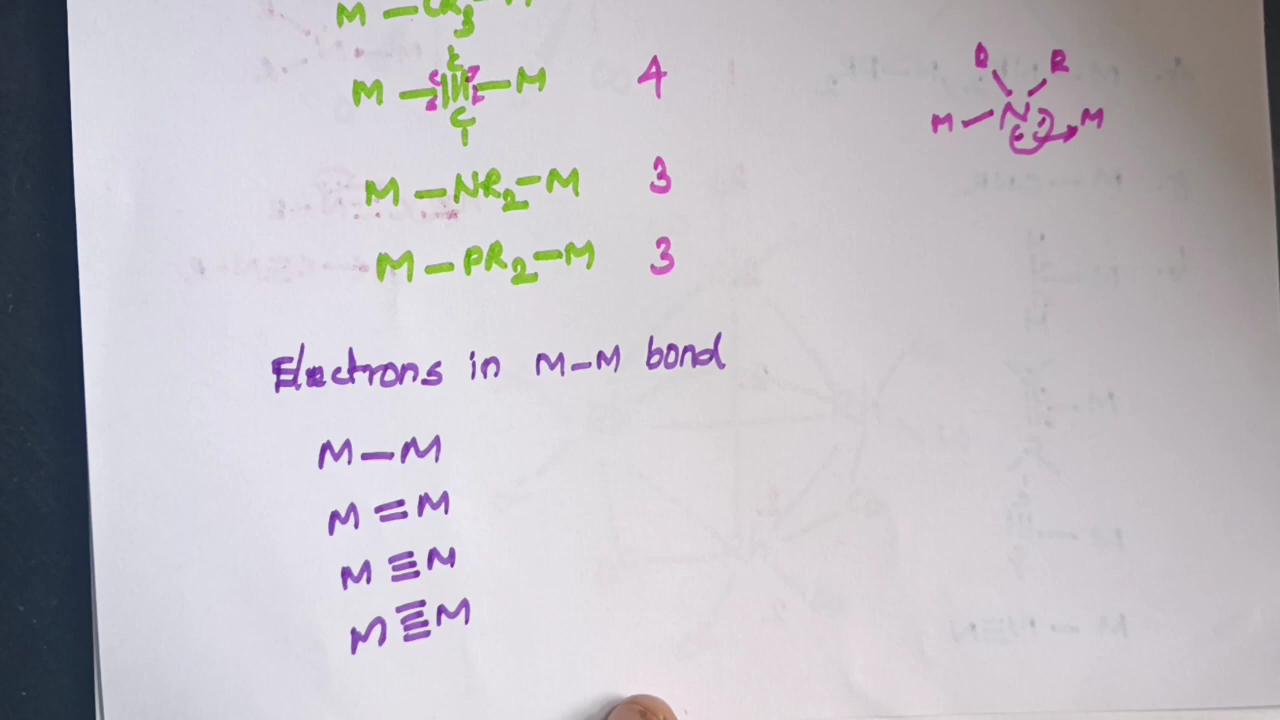 M – CR3 – M
M – ||| – M 4
C
C
M – NR2 – M 3
M – PR2 – M 3
R R
M – N : → M
Electrons in M–M bond
M – M
M = M
M ≡ M
M ≣ M